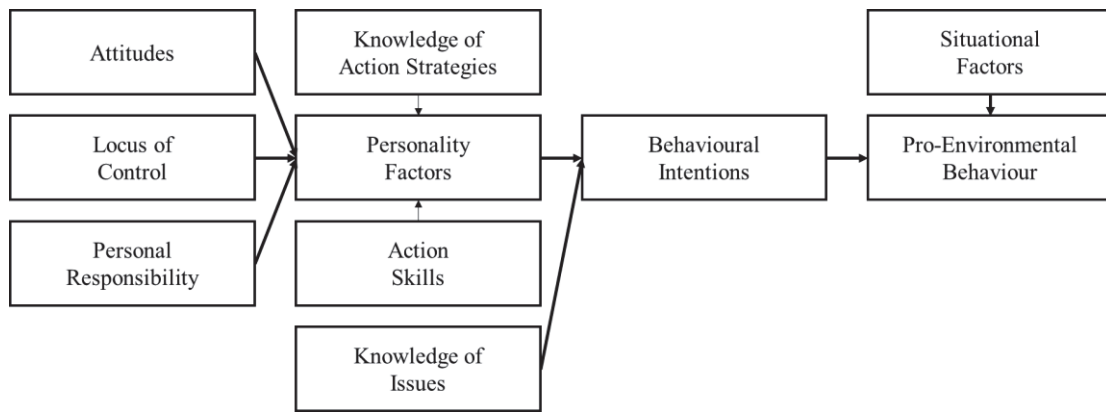 Attitudes
Knowledge of
Action Strategies
Situational
Factors
Locus of
Control
Personality
Factors
Behavioural
Intentions
Pro-Environmental
Behaviour
Personal
Responsibility
Action
Skills
Knowledge of
Issues